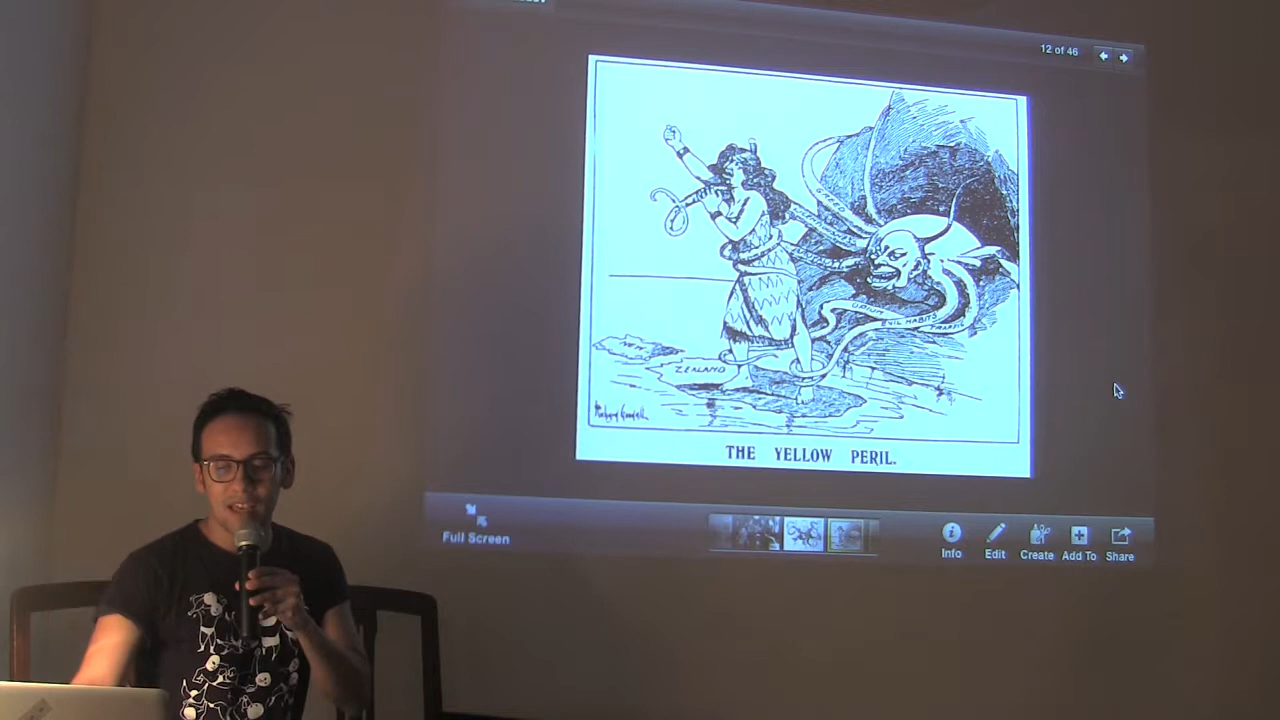 12 of 46
GREED
OPIUM
EVIL HABITS
TRAFFIC
NEW
ZEALAND
THE YELLOW PERIL.
Full Screen
Info
Edit
Create
Add To
Share